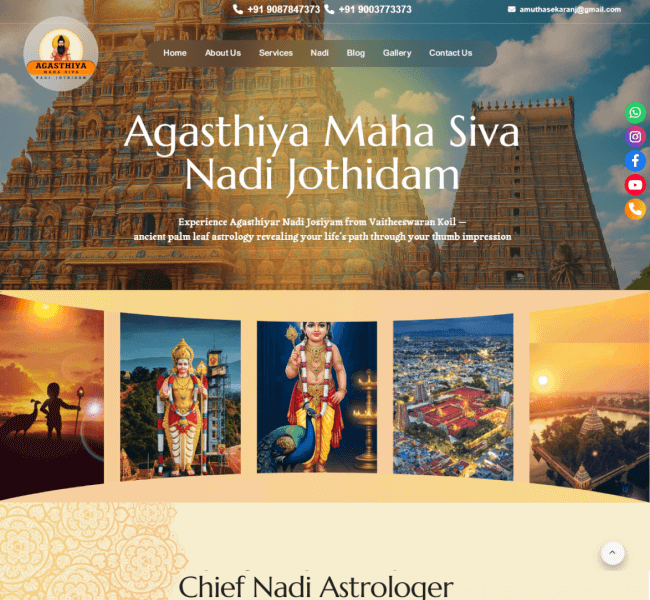 +91 9087847373 +91 9003773373
amuthasekaranj@gmail.com
AGASTHIYA
MAHA SIVA
NADI JOTHIDAM
Home About Us Services Nadi Blog Gallery Contact Us
Agasthiya Maha Siva
Nadi Jothidam
Experience Agasthiyar Nadi Josiyam from Vaitheeswaran Koil –
ancient palm leaf astrology revealing your life's path through your thumb impression
Chief Nadi Astrologer